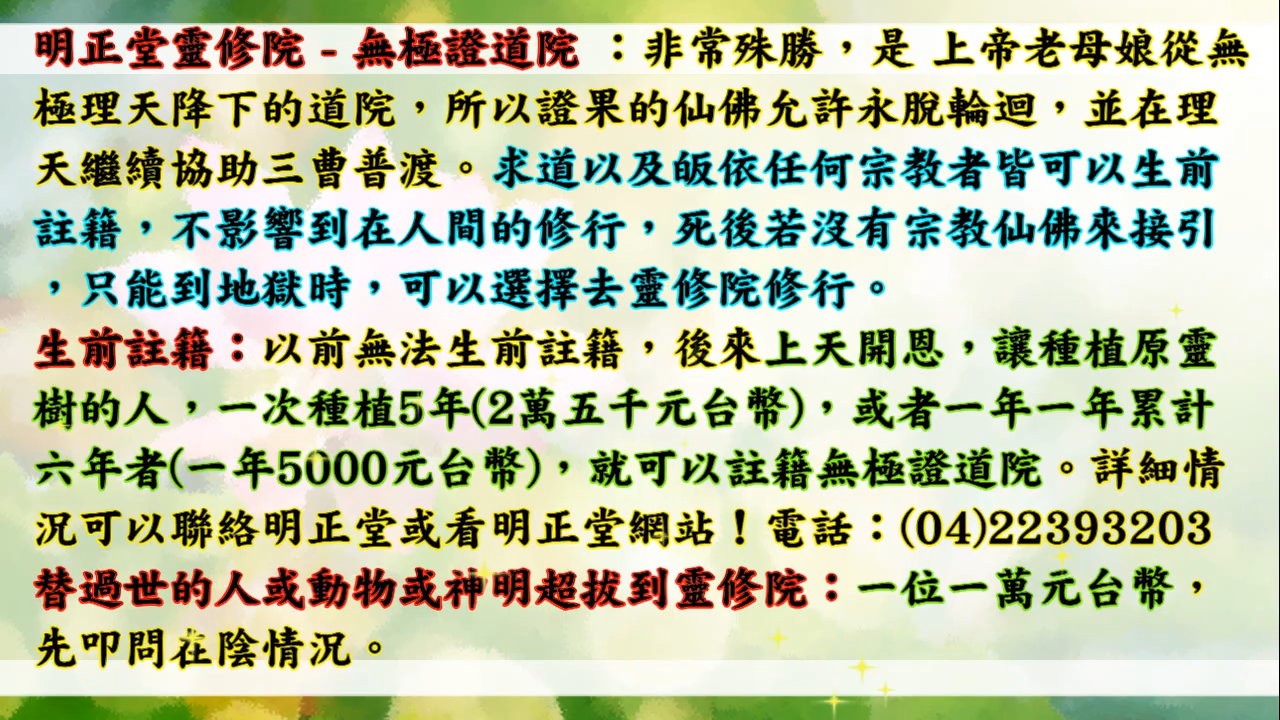 明正堂靈修院 - 無極證道院 ：非常殊勝，是 上帝老母娘從無
極理天降下的道院，所以證果的仙佛允許永脫輪迴，並在理
天繼續協助三曹普渡。求道以及皈依任何宗教者皆可以生前
註籍，不影響到在人間的修行，死後若沒有宗教仙佛來接引
，只能到地獄時，可以選擇去靈修院修行。
生前註籍：以前無法生前註籍，後來上天開恩，讓種植原靈
樹的人，一次種植5年(2萬五千元台幣)，或者一年一年累計
六年者(一年5000元台幣)，就可以註籍無極證道院。詳細情
況可以聯絡明正堂或看明正堂網站！電話：(04)22393203
替過世的人或動物或神明超拔到靈修院：一位一萬元台幣，
先叩問在陰情況。